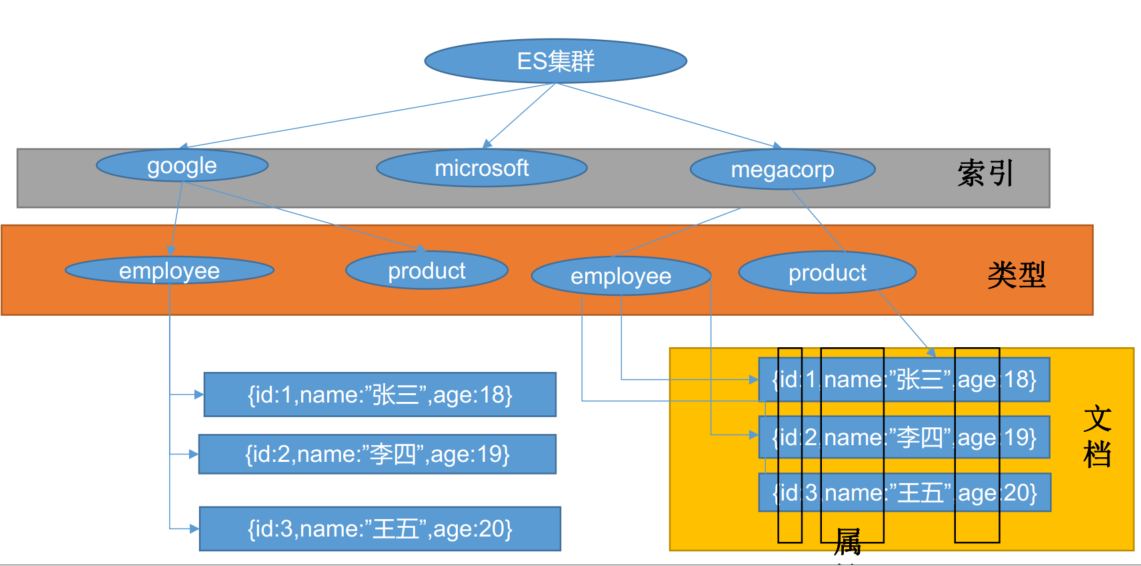 ES集群
google
microsoft
megacorp
索引
employee
product
employee
product
类型
{id:1,name:”张三”,age:18}
{id:2,name:”李四”,age:19}
{id:3,name:”王五”,age:20}
{id:1,name:”张三”,age:18}
{id:2,name:”李四”,age:19}
{id:3,name:”王五”,age:20}
文
档
属